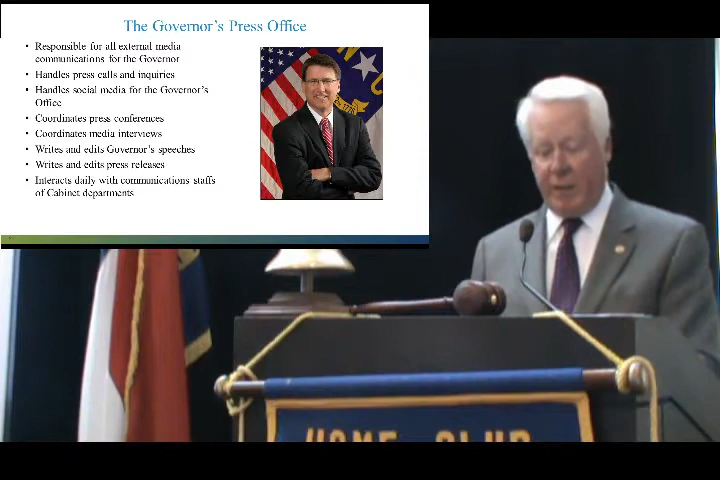 The Governor's Press Office
• Responsible for all external media
communications for the Governor
• Handles press calls and inquiries
• Handles social media for the Governor's
Office
• Coordinates press conferences
• Coordinates media interviews
• Writes and edits Governor's speeches
• Writes and edits press releases
• Interacts daily with communications staffs
of Cabinet departments
HOME CLUB